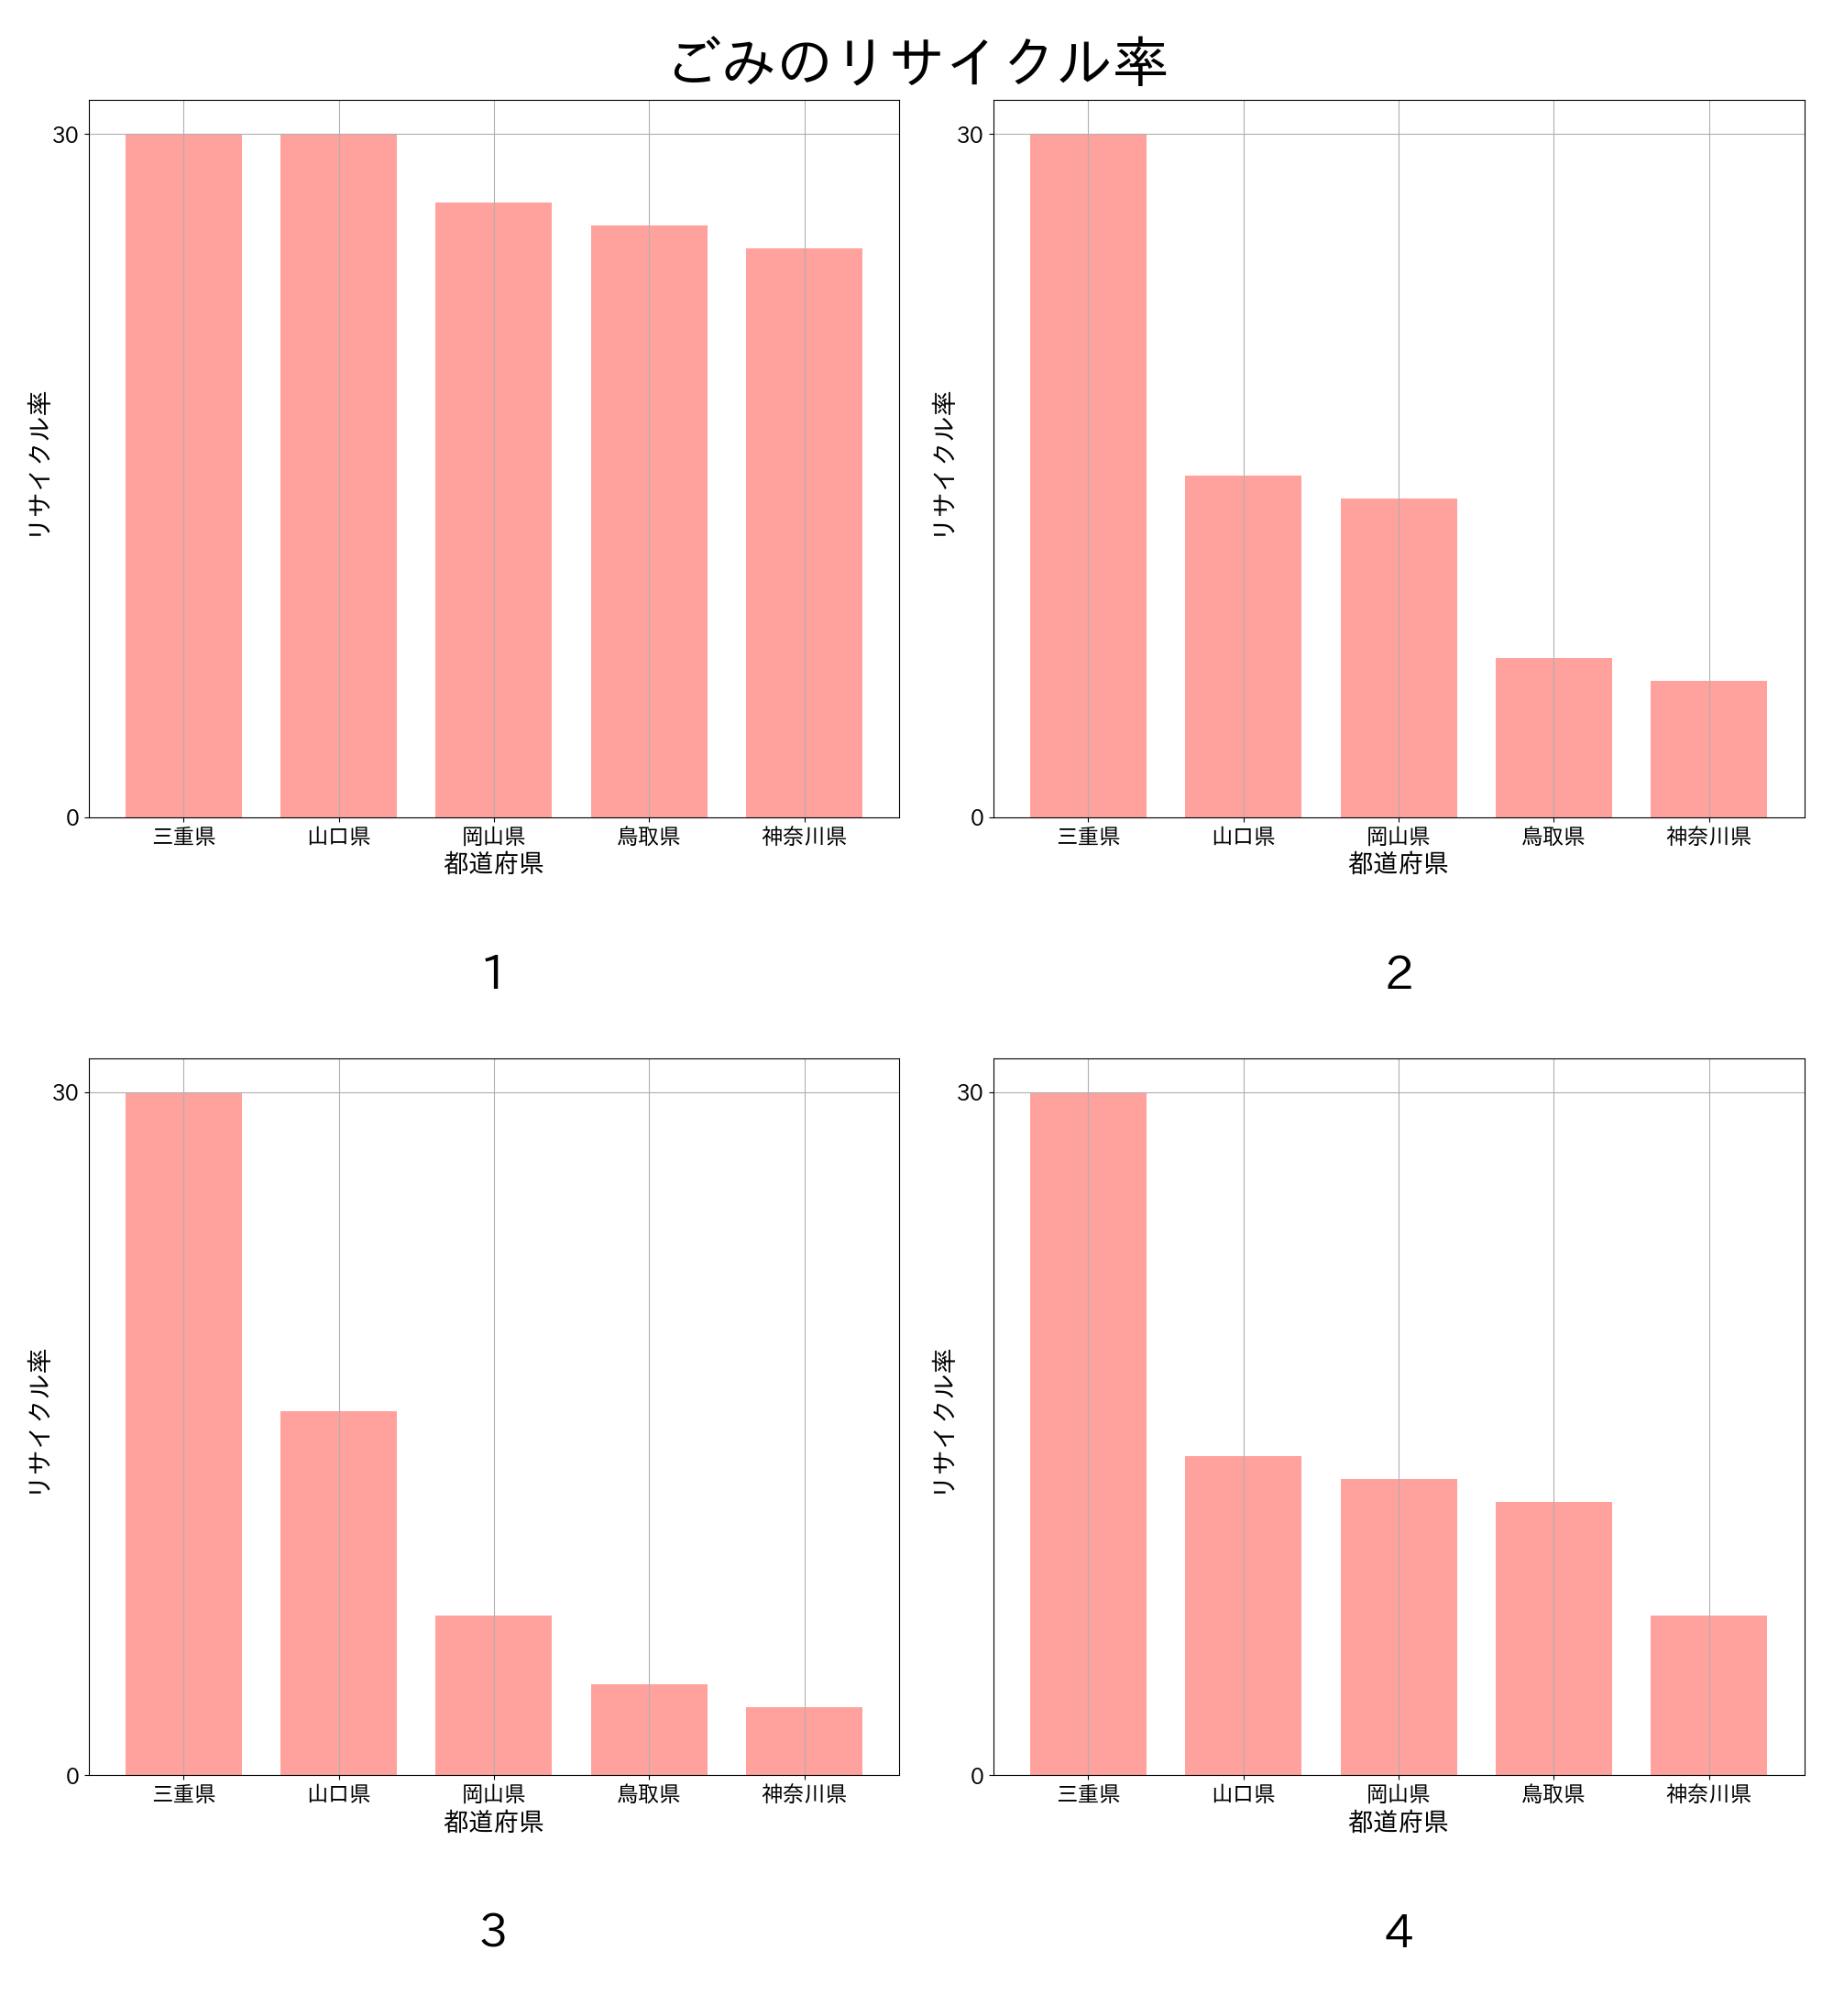 ごみのリサイクル率
30
0
リサイクル率
三重県 山口県 岡山県 鳥取県 神奈川県
都道府県
1
30
0
リサイクル率
三重県 山口県 岡山県 鳥取県 神奈川県
都道府県
2
30
0
リサイクル率
三重県 山口県 岡山県 鳥取県 神奈川県
都道府県
3
30
0
リサイクル率
三重県 山口県 岡山県 鳥取県 神奈川県
都道府県
4